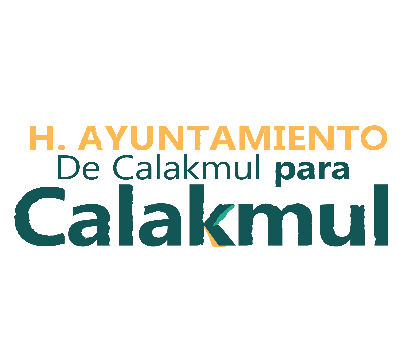 H. AYUNTAMIENTO
De Calakmul para
Calakmul